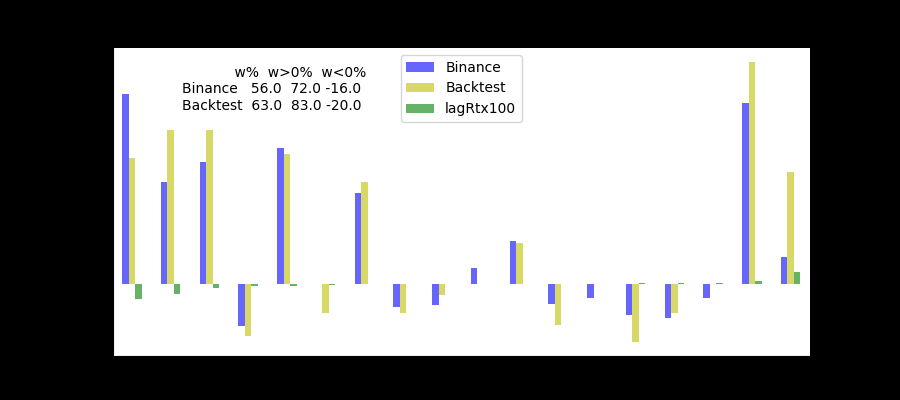 w% w>0% w<0%
Binance 56.0 72.0 -16.0
Backtest 63.0 83.0 -20.0
Binance
Backtest
lagRtx100